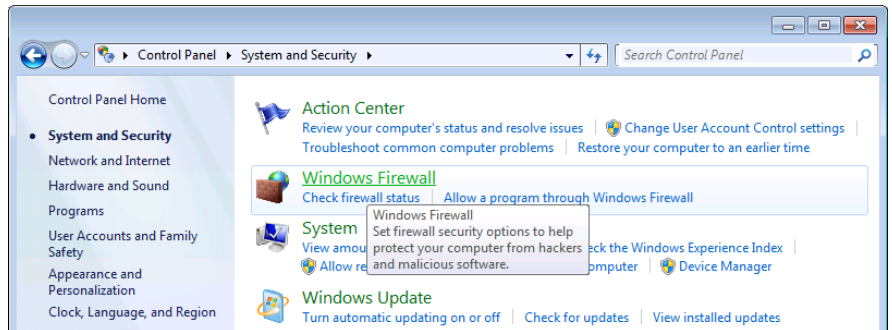 Control Panel System and Security
Search Control Panel
Control Panel Home
System and Security
Network and Internet
Hardware and Sound
Programs
User Accounts and Family
Safety
Appearance and
Personalization
Clock, Language, and Region
Action Center
Review your computer's status and resolve issues Change User Account Control settings
Troubleshoot common computer problems Restore your computer to an earlier time
Windows Firewall
Check firewall status Allow a program through Windows Firewall
Windows Firewall
Set firewall security options to help
protect your computer from hackers
and malicious software.
System
View the Windows Experience Index
Allow Device Manager
Windows Update
Turn automatic updating on or off Check for updates View installed updates